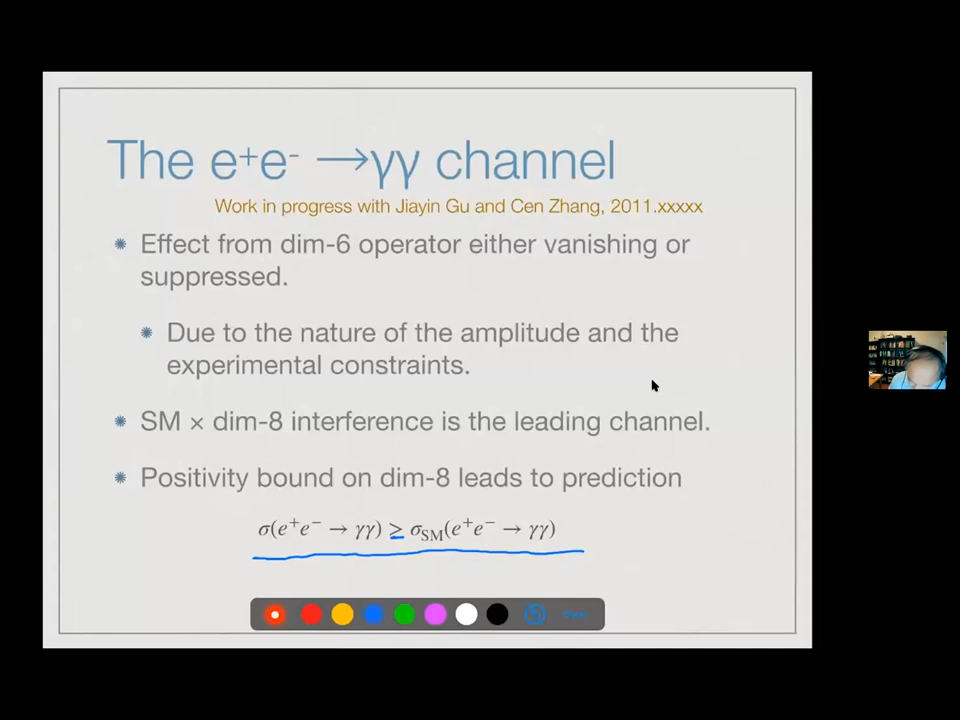 The e⁺e⁻ →γγ channel
Work in progress with Jiayin Gu and Cen Zhang, 2011.xxxxx
Effect from dim-6 operator either vanishing or
suppressed.
Due to the nature of the amplitude and the
experimental constraints.
SM × dim-8 interference is the leading channel.
Positivity bound on dim-8 leads to prediction
σ(e⁺e⁻ → γγ) ≥ σ_SM(e⁺e⁻ → γγ)